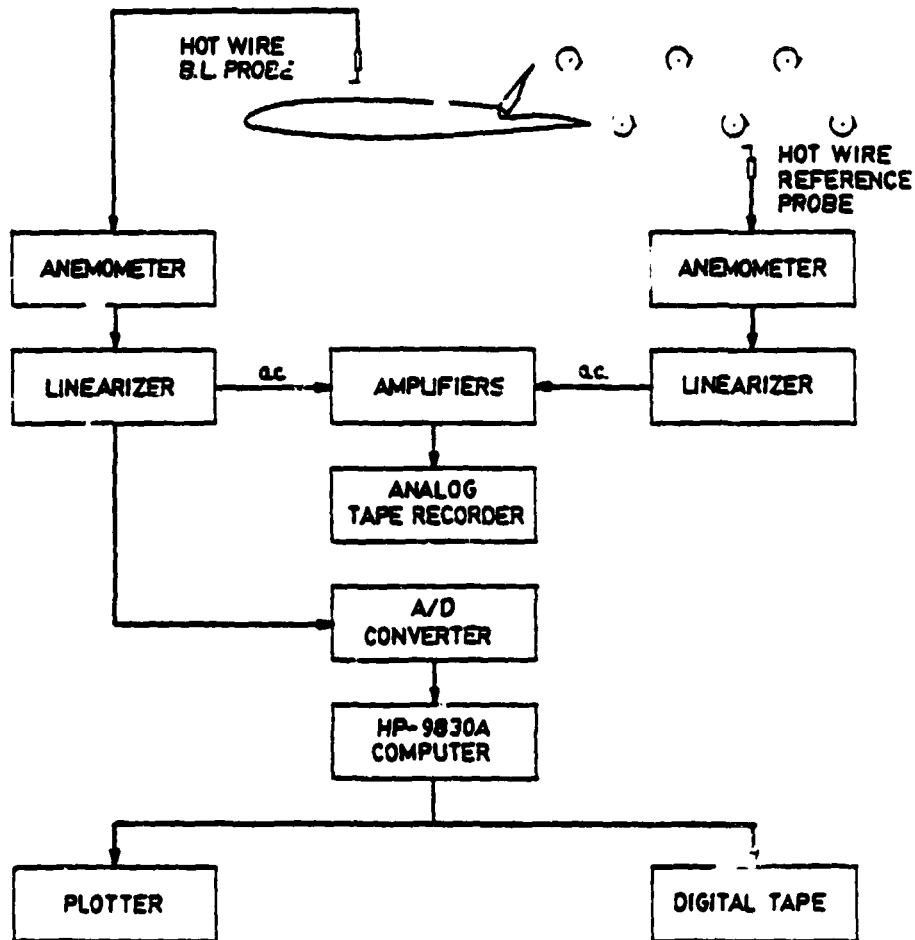 HOT WIRE
B.L. PROBE
HOT WIRE
REFERENCE
PROBE
ANEMOMETER
ANEMOMETER
LINEARIZER
a.c.
AMPLIFIERS
a.c.
LINEARIZER
ANALOG
TAPE RECORDER
A/D
CONVERTER
HP-9830A
COMPUTER
PLOTTER
DIGITAL TAPE